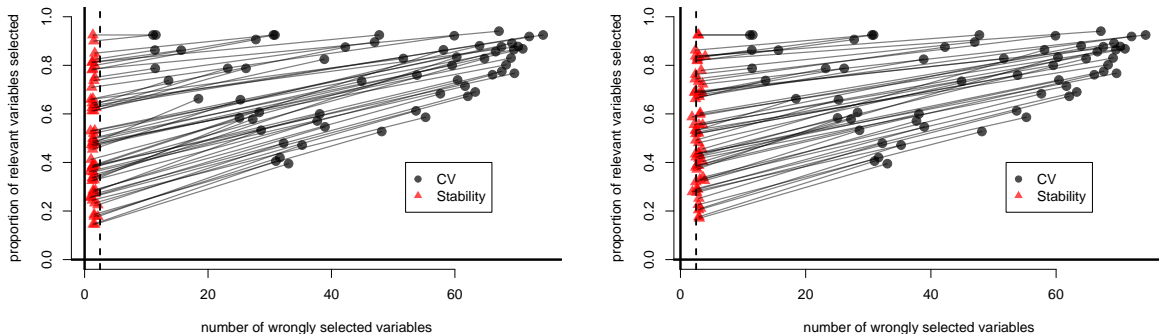 proportion of relevant variables selected
1.0
0.8
0.6
0.4
0.2
0.0
CV
Stability
0 20 40 60
number of wrongly selected variables
proportion of relevant variables selected
1.0
0.8
0.6
0.4
0.2
0.0
CV
Stability
0 20 40 60
number of wrongly selected variables